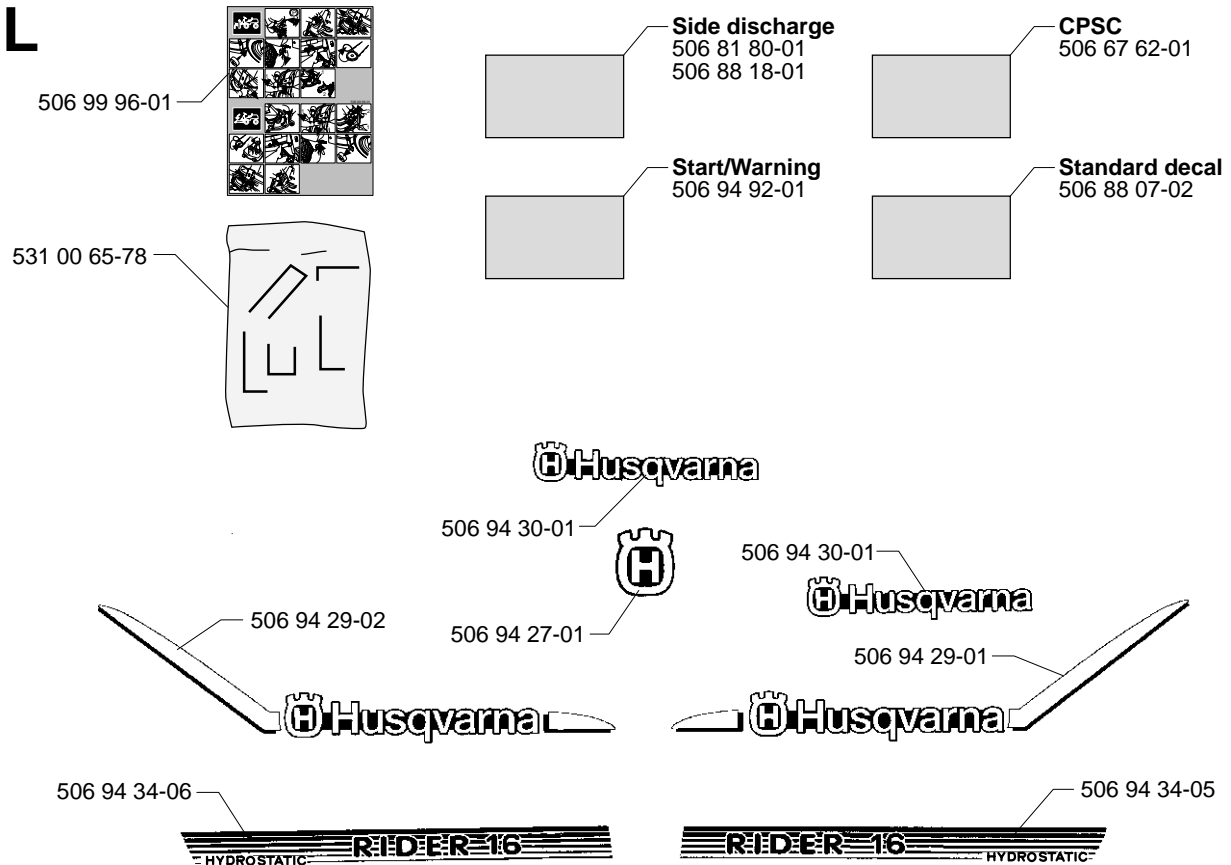 L
506 99 96-01
Side discharge
506 81 80-01
506 88 18-01
CPSC
506 67 62-01
Start/Warning
506 94 92-01
Standard decal
506 88 07-02
531 00 65-78
H Husqvarna
506 94 30-01
H
506 94 27-01
506 94 30-01
H Husqvarna
506 94 29-02
506 94 29-01
H Husqvarna
H Husqvarna
506 94 34-06
506 94 34-05
RIDER 16
HYDROSTATIC
RIDER 16
HYDROSTATIC